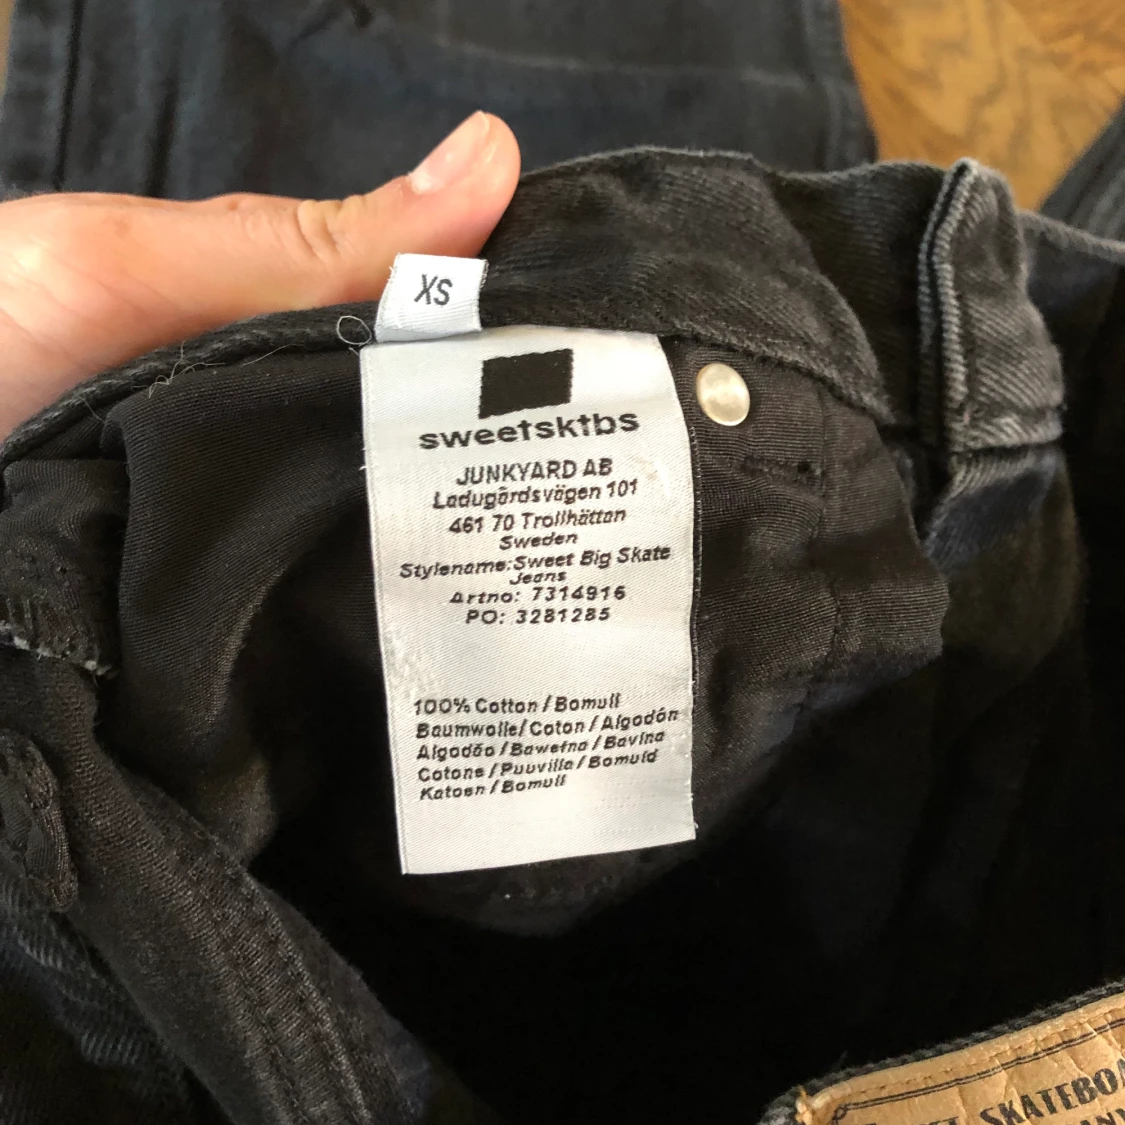 XS
sweetsktbs
JUNKYARD AB
Ladugårdsvägen 101
461 70 Trollhättan
Sweden
Stylename:Sweet Big Skate
Jeans
Artno: 7314916
PO: 3281285
100% Cotton / Bomull
Baumwolle/ Coton / Algodón
Algodão / Bawełna / Bavlna
Cotone / Puuvilla / Bomuld
Katoen / Bomull
SKATEBOA